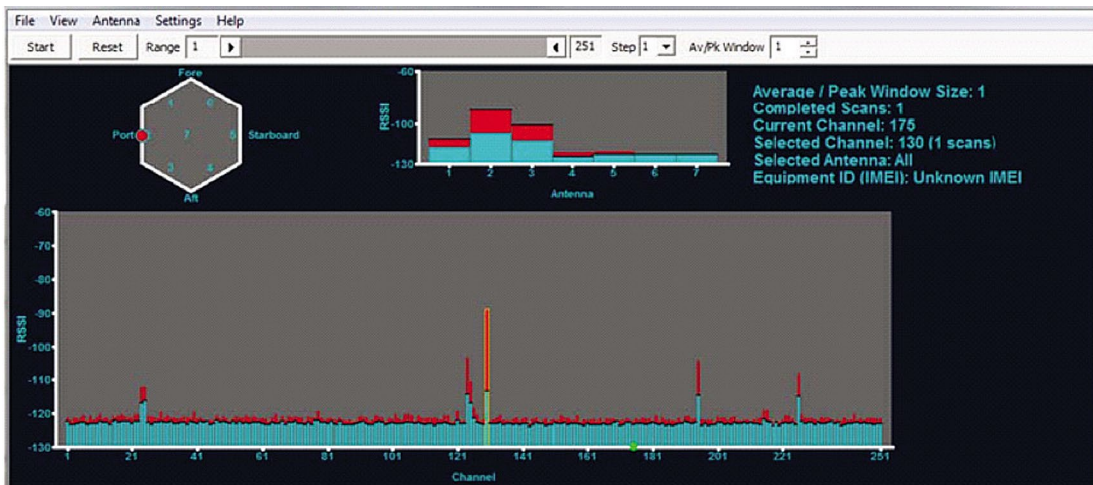 File View Antenna Settings Help
Start Reset Range 1 251 Step 1 Av/Pk Window 1
Fore
1 6
Port 5 Starboard
7
3 4
Aft
-60
-100
-130
RSSI
1 2 3 4 5 6 7
Antenna
Average / Peak Window Size: 1
Completed Scans: 1
Current Channel: 175
Selected Channel: 130 (1 scans)
Selected Antenna: All
Equipment ID (IMEI): Unknown IMEI
-60
-70
-80
-90
-100
-110
-120
-130
RSSI
1 21 41 61 81 101 121 141 161 181 201 221 251
Channel